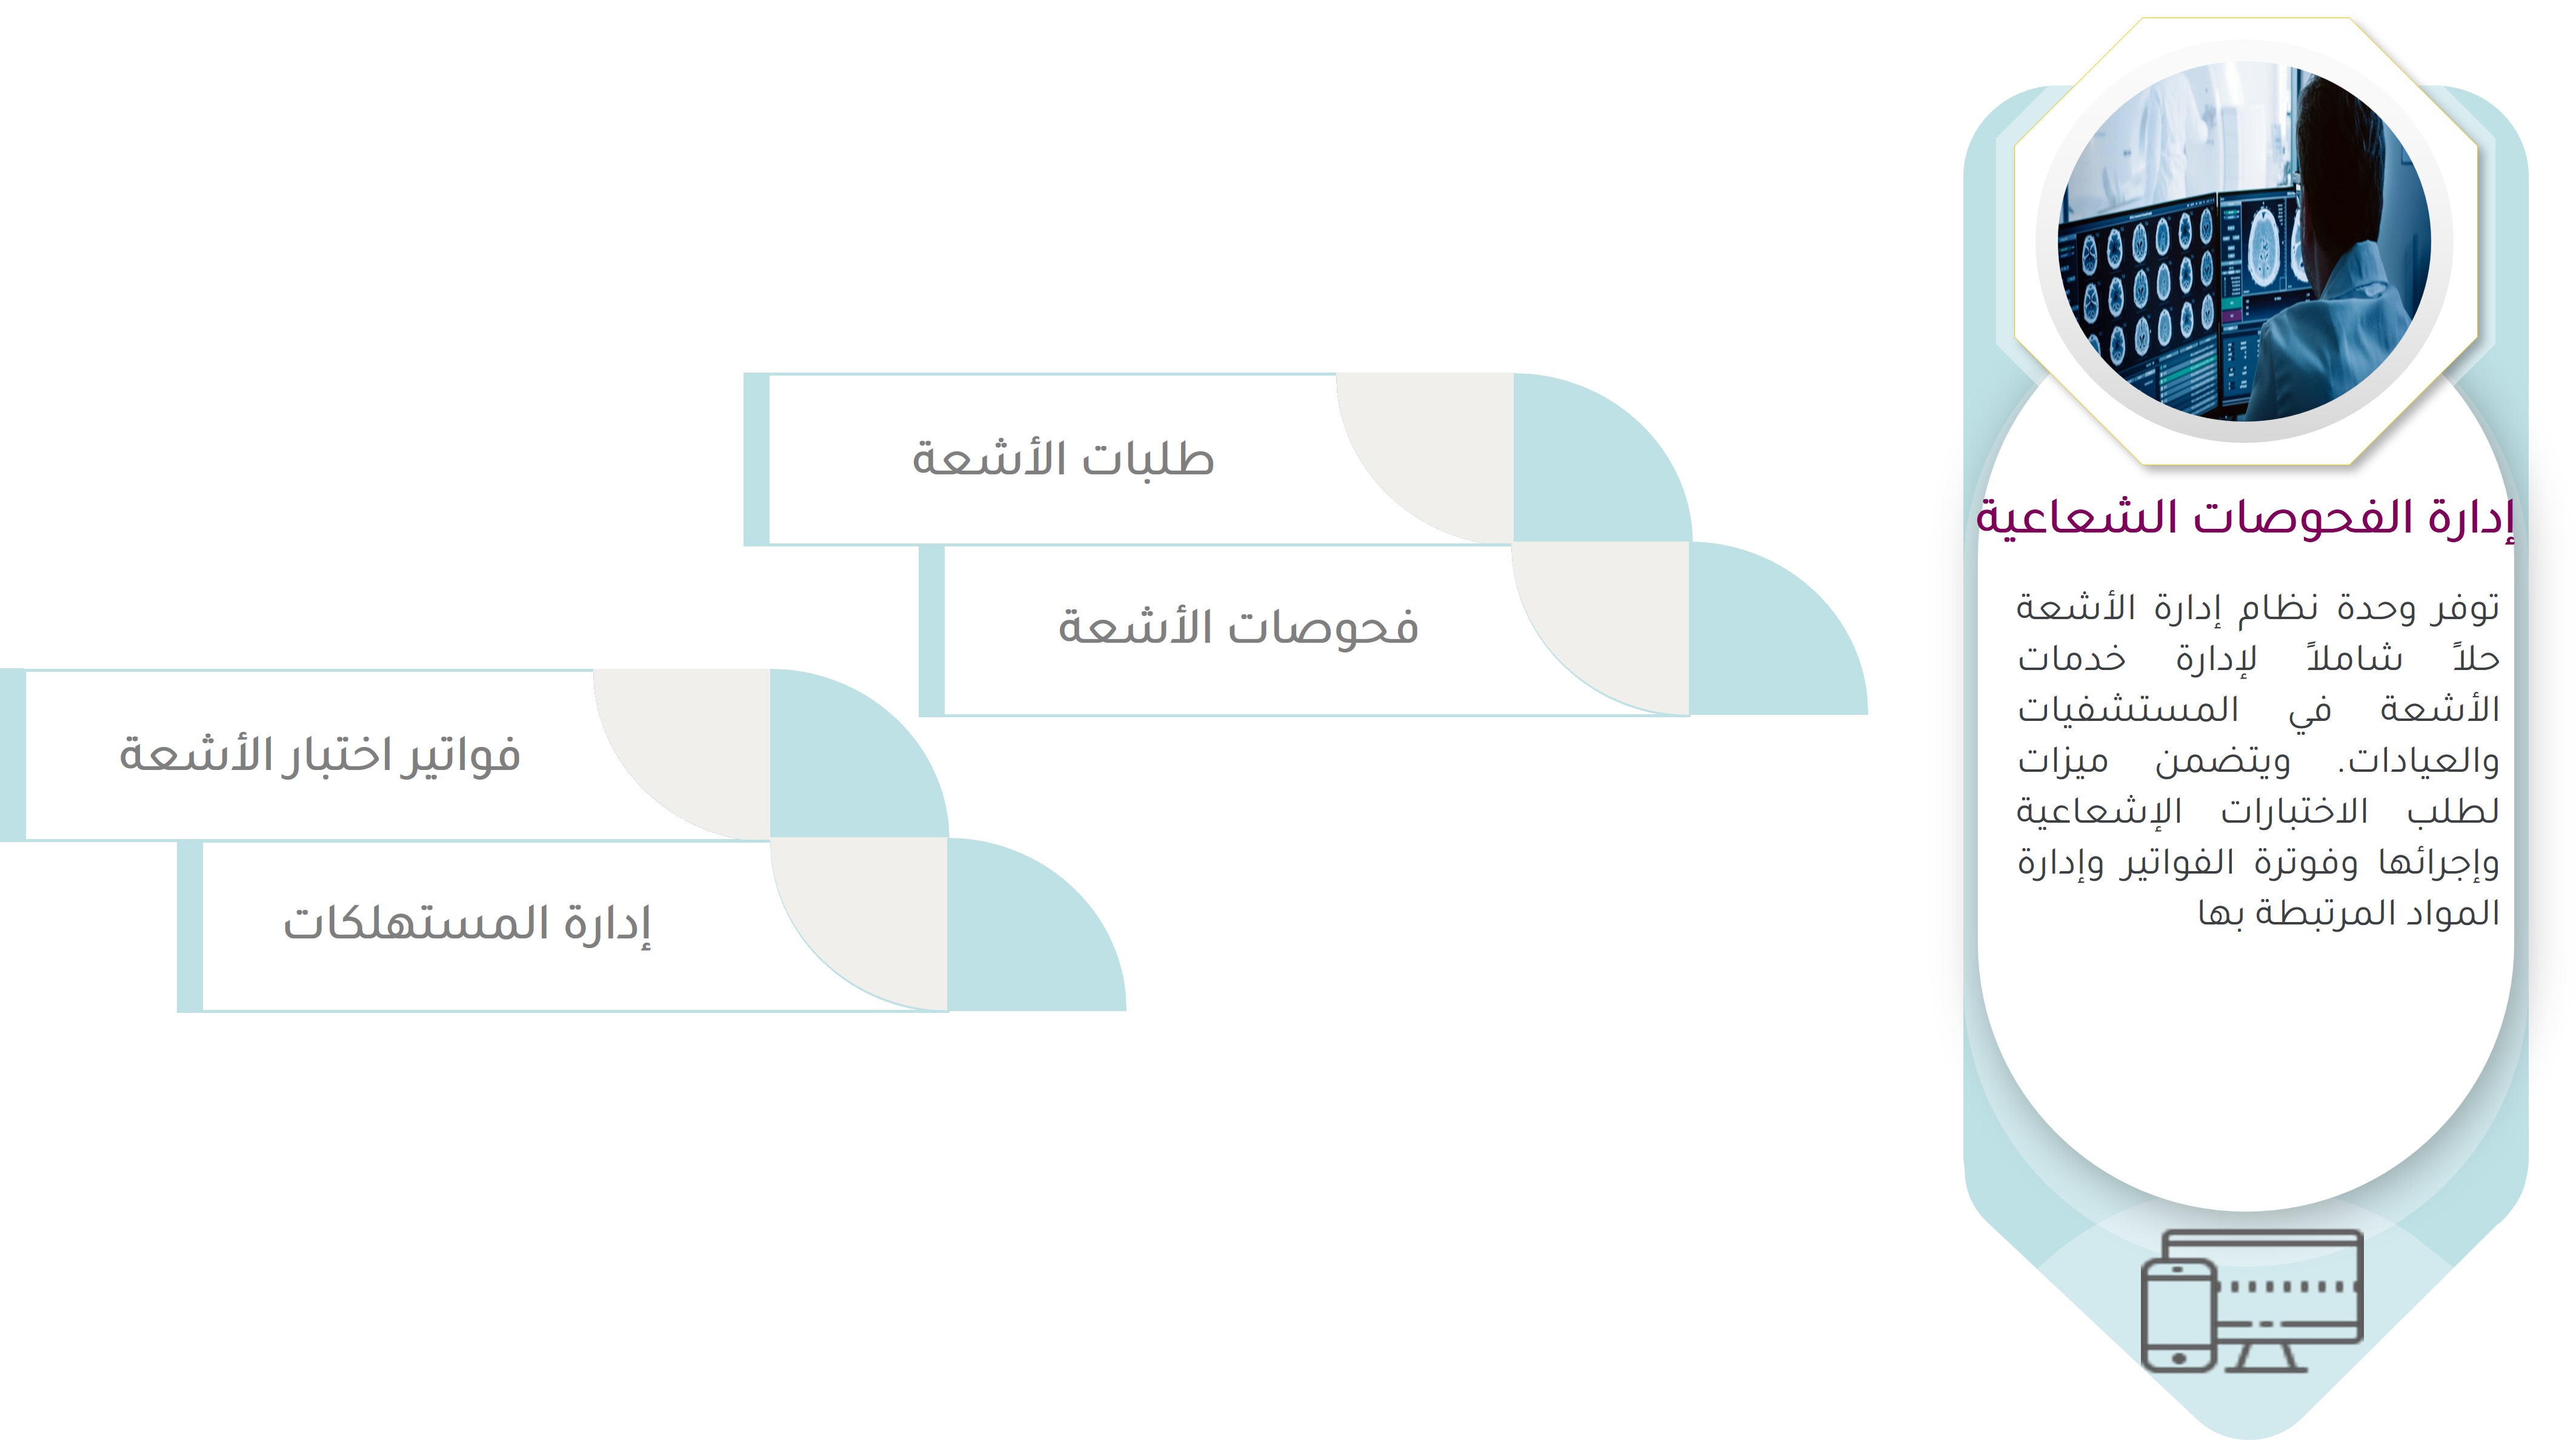 إدارة الفحوصات الشعاعية
توفر وحدة نظام إدارة الأشعة
حلاً شاملاً لإدارة خدمات
الأشعة في المستشفيات
والعيادات. ويتضمن ميزات
لطلب الاختبارات الإشعاعية
وإجرائها وفوترة الفواتير وإدارة
المواد المرتبطة بها
طلبات الأشعة
فحوصات الأشعة
فواتير اختبار الأشعة
إدارة المستهلكات